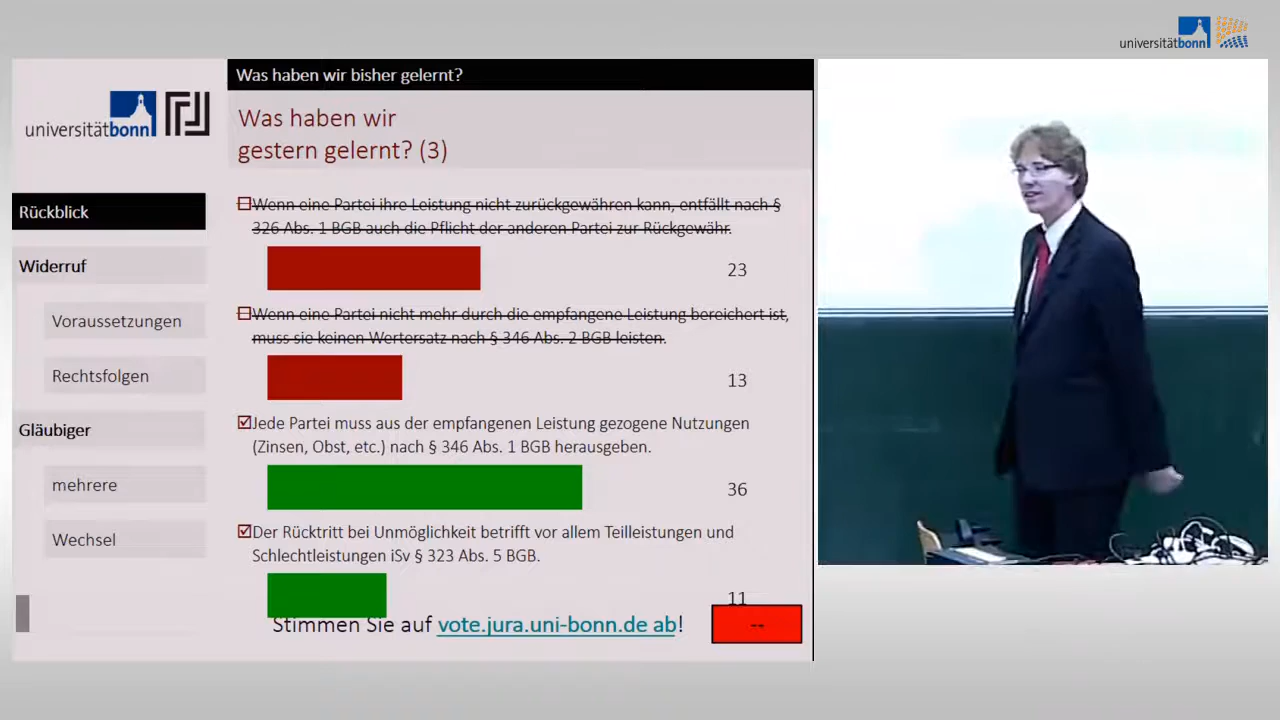 universitätbonn
Was haben wir bisher gelernt?
universitätbonn
Was haben wir
gestern gelernt? (3)
Rückblick
Widerruf
Voraussetzungen
Rechtsfolgen
Gläubiger
mehrere
Wechsel
Wenn eine Partei ihre Leistung nicht zurückgewähren kann, entfällt nach §
326 Abs. 1 BGB auch die Pflicht der anderen Partei zur Rückgewähr.
23
Wenn eine Partei nicht mehr durch die empfangene Leistung bereichert ist,
muss sie keinen Wertersatz nach § 346 Abs. 2 BGB leisten.
13
Jede Partei muss aus der empfangenen Leistung gezogene Nutzungen
(Zinsen, Obst, etc.) nach § 346 Abs. 1 BGB herausgeben.
36
Der Rücktritt bei Unmöglichkeit betrifft vor allem Teilleistungen und
Schlechtleistungen iSv § 323 Abs. 5 BGB.
11
Stimmen Sie auf vote.jura.uni-bonn.de ab!
--